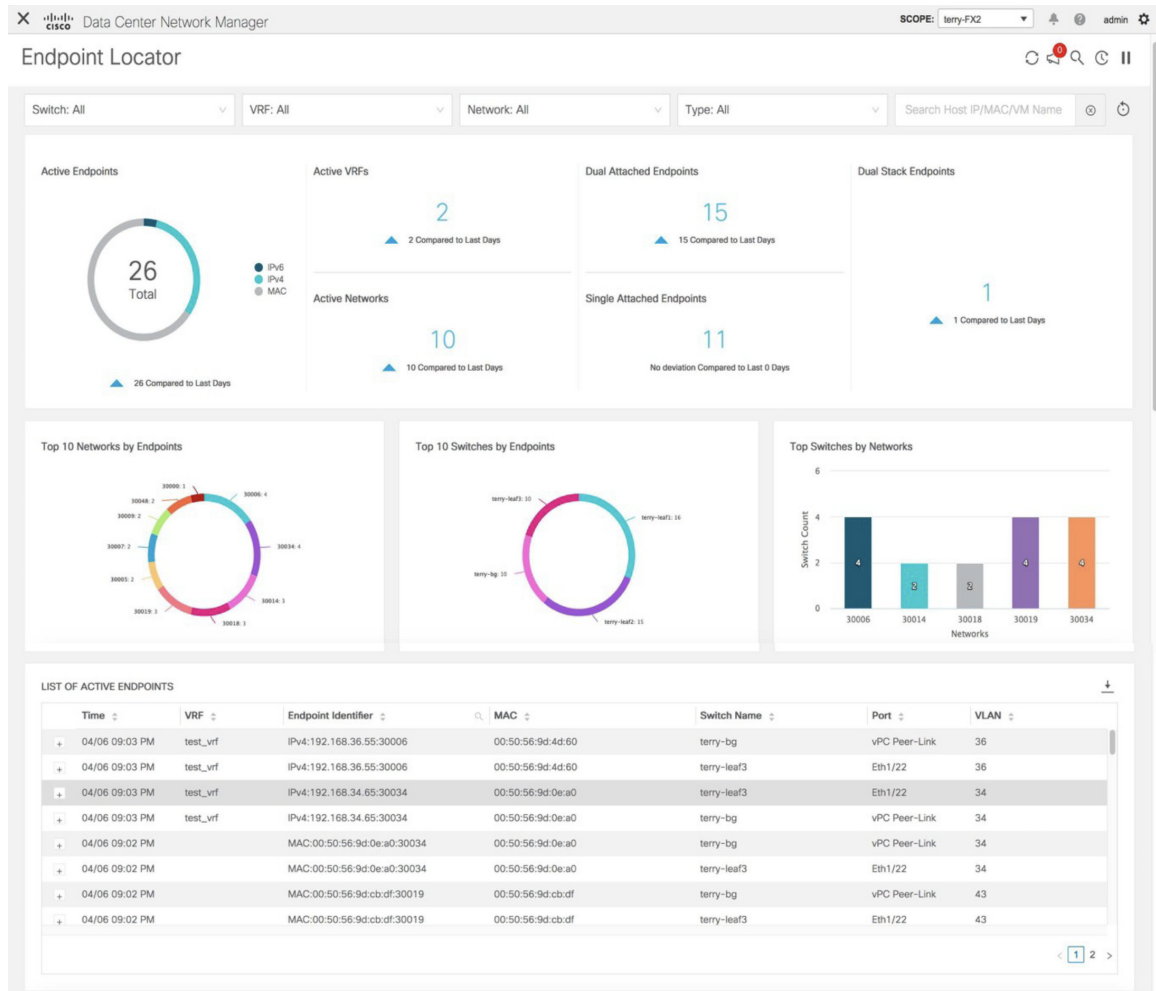 CISCO Data Center Network Manager
SCOPE: terry-FX2 admin
Endpoint Locator
0
Switch: All VRF: All Network: All Type: All Search Host IP/MAC/VM Name
Active Endpoints
26
Total
IPv6
IPv4
MAC
26 Compared to Last Days
Active VRFs
2
2 Compared to Last Days
Active Networks
10
10 Compared to Last Days
Dual Attached Endpoints
15
15 Compared to Last Days
Single Attached Endpoints
11
No deviation Compared to Last 0 Days
Dual Stack Endpoints
1
1 Compared to Last Days
Top 10 Networks by Endpoints
30006: 4
30034: 4
30014: 3
30018: 3
30019: 3
30007: 2
30009: 2
30048: 2
Top 10 Switches by Endpoints
terry-leaf3: 10
terry-leaf1: 16
terry-bg: 10
terry-leaf2: 15
Top Switches by Networks
Switch Count
6
4
2
0
4
2
2
4
4
30006 30014 30018 30019 30034
Networks
LIST OF ACTIVE ENDPOINTS
Time VRF Endpoint Identifier MAC Switch Name Port VLAN
04/06 09:03 PM test_vrf IPv4:192.168.36.55:30006 00:50:56:9d:4d:60 terry-bg vPC Peer-Link 36
04/06 09:03 PM test_vrf IPv4:192.168.36.55:30006 00:50:56:9d:4d:60 terry-leaf3 Eth1/22 36
04/06 09:03 PM test_vrf IPv4:192.168.34.65:30034 00:50:56:9d:0e:a0 terry-leaf3 Eth1/22 34
04/06 09:03 PM test_vrf IPv4:192.168.34.65:30034 00:50:56:9d:0e:a0 terry-bg vPC Peer-Link 34
04/06 09:02 PM MAC:00:50:56:9d:0e:a0:30034 00:50:56:9d:0e:a0 terry-bg vPC Peer-Link 34
04/06 09:02 PM MAC:00:50:56:9d:0e:a0:30034 00:50:56:9d:0e:a0 terry-leaf3 Eth1/22 34
04/06 09:02 PM MAC:00:50:56:9d:cb:df:30019 00:50:56:9d:cb:df terry-bg vPC Peer-Link 43
04/06 09:02 PM MAC:00:50:56:9d:cb:df:30019 00:50:56:9d:cb:df terry-leaf3 Eth1/22 43
1 2